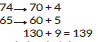 74→ 70 + 4
65→ 60 + 5
130 + 9 = 139